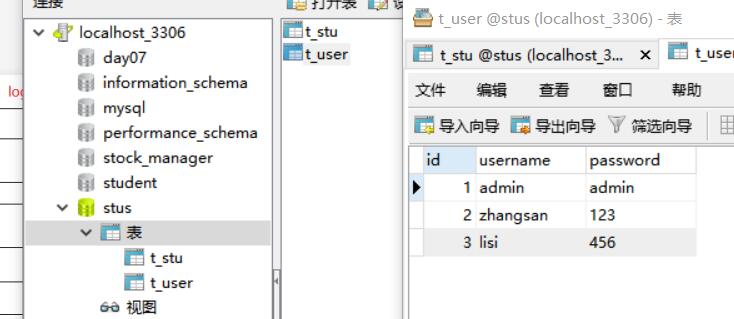 连接
localhost_3306
day07
information_schema
mysql
performance_schema
stock_manager
student
stus
表
t_stu
t_user
视图
打开表
t_stu
t_user
t_user @stus (localhost_3306) - 表
t_stu @stus (localhost_3...
t_use
文件 编辑 查看 窗口 帮助
导入向导 导出向导 筛选向导
id username password
1 admin admin
2 zhangsan 123
3 lisi 456